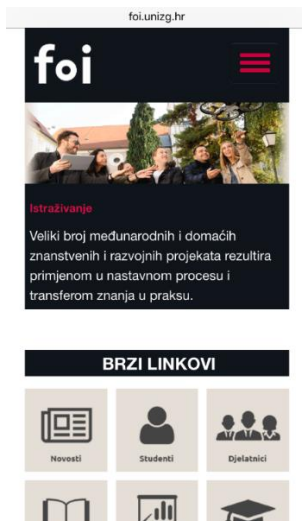 foi.unizg.hr
foi
Istraživanje
Veliki broj međunarodnih i domaćih
znanstvenih i razvojnih projekata rezultira
primjenom u nastavnom procesu i
transferom znanja u praksu.
BRZI LINKOVI
Novosti
Studenti
Djelatnici